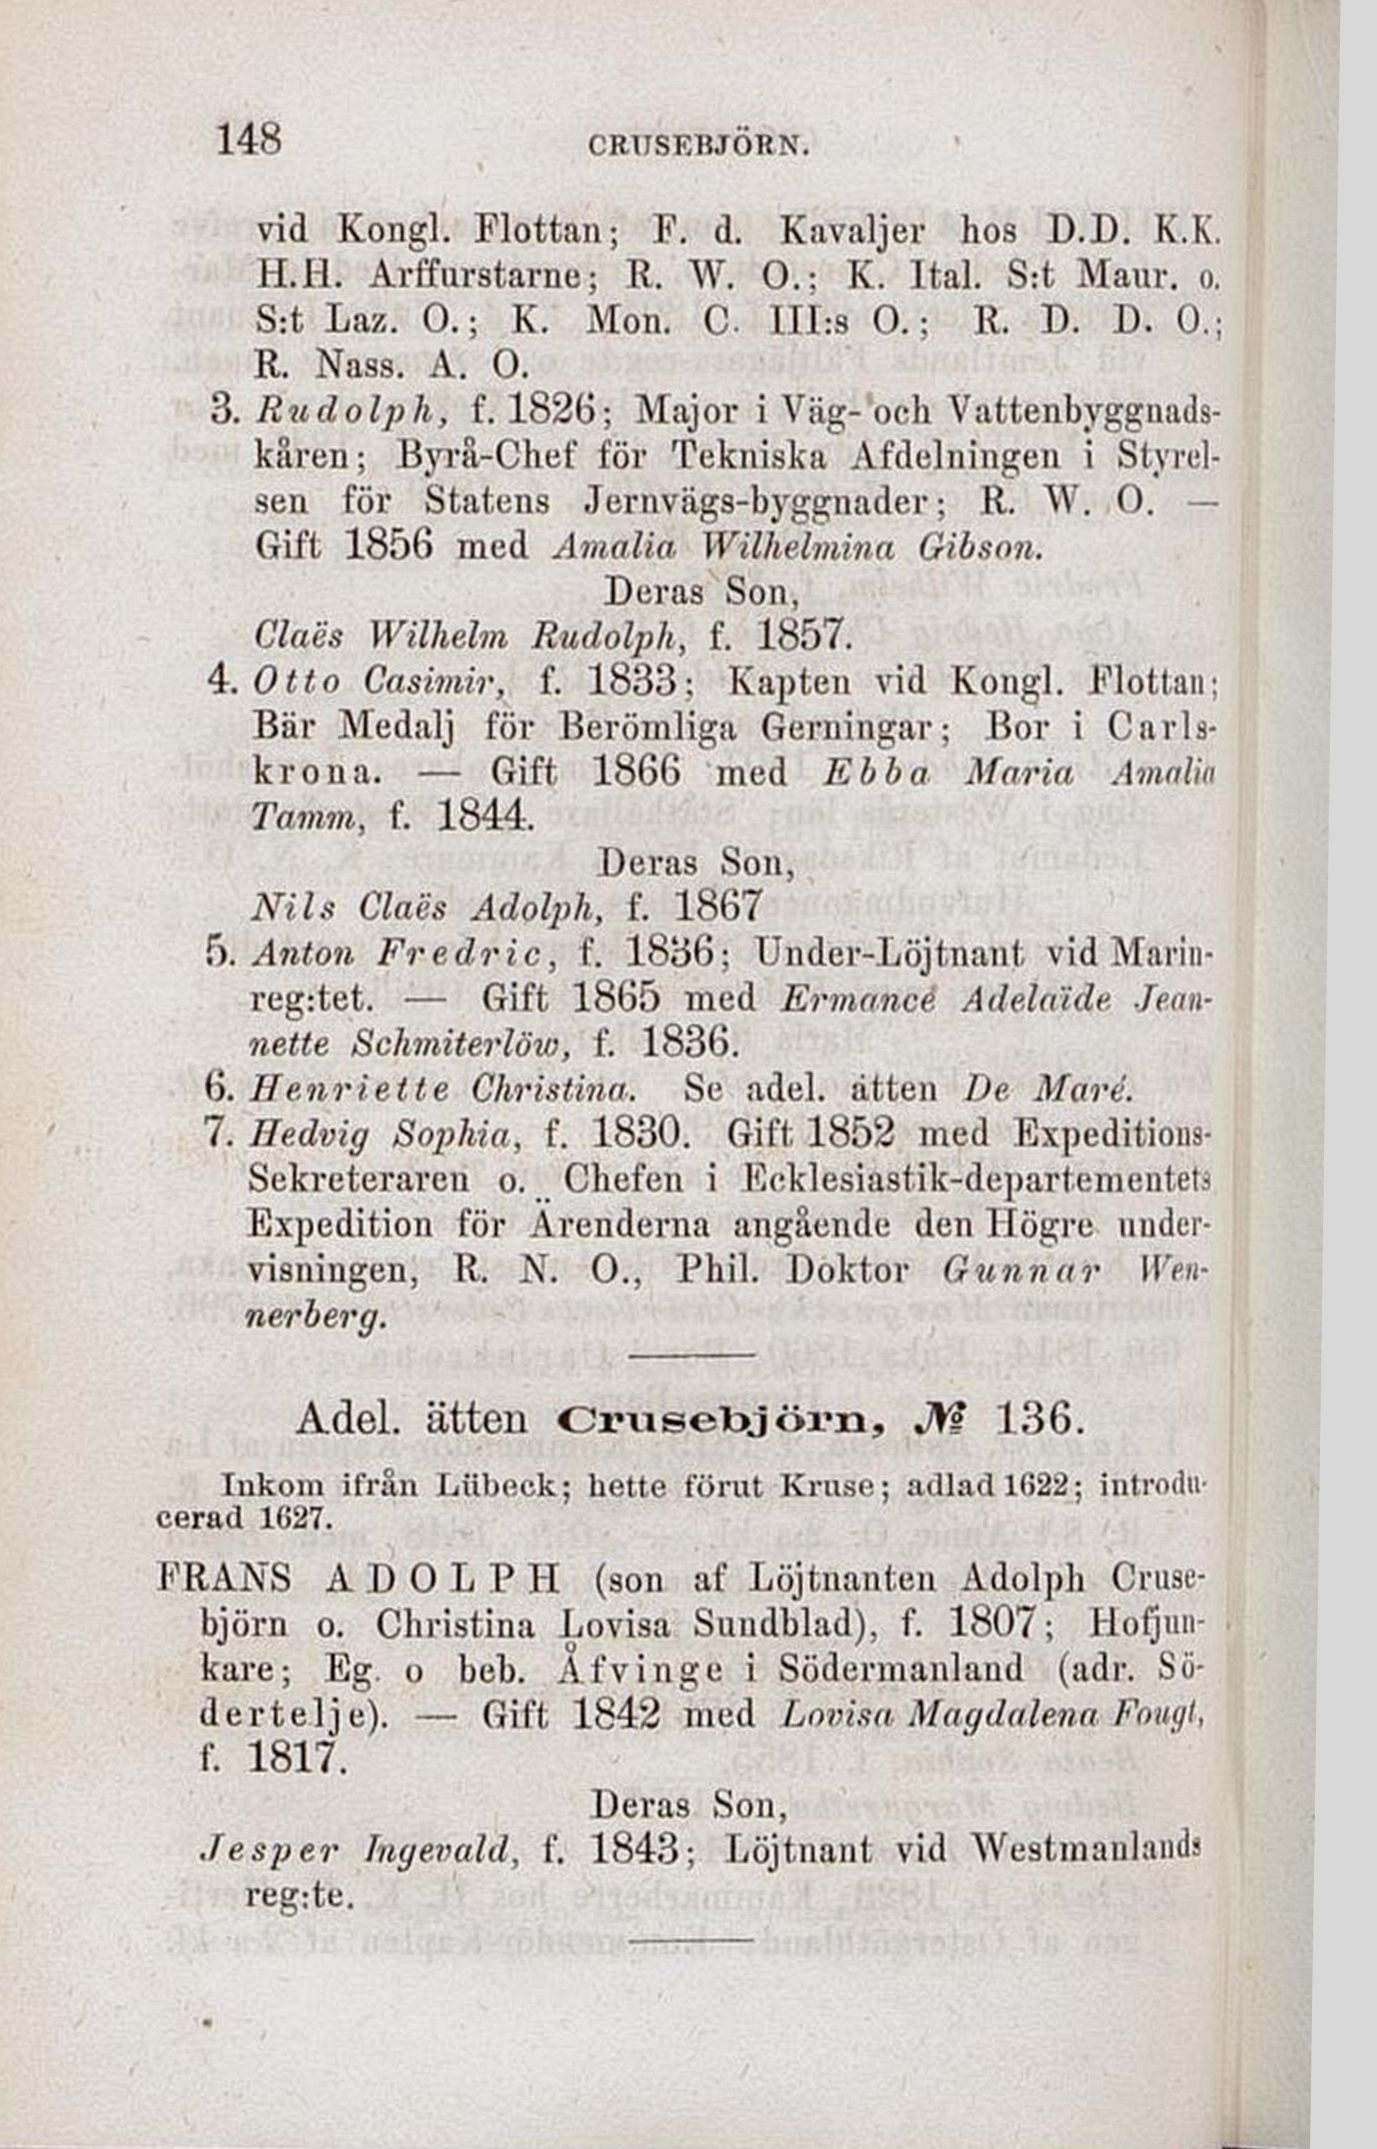 148 CRUSEBJÖRN.
vid Kongl. Flottan; F. d. Kavaljer hos D.D. K.K.
H.H. Arffurstarne; R. W. O.; K. Ital. S:t Maur. o.
S:t Laz. O.; K. Mon. C. III:s O.; R. D. D. O.;
R. Nass. A. O.
3. Rudolph, f. 1826; Major i Väg- och Vattenbyggnads-
kåren; Byrå-Chef för Tekniska Afdelningen i Styrel-
sen för Statens Jernvägs-byggnader; R. W. O. —
Gift 1856 med Amalia Wilhelmina Gibson.
Deras Son,
Claës Wilhelm Rudolph, f. 1857.
4. Otto Casimir, f. 1833; Kapten vid Kongl. Flottan;
Bär Medalj för Berömliga Gerningar; Bor i Carls-
krona. — Gift 1866 med Ebba Maria Amalia
Tamm, f. 1844.
Deras Son,
Nils Claës Adolph, f. 1867
5. Anton Fredric, f. 1836; Under-Löjtnant vid Marin-
reg:tet. — Gift 1865 med Ermance Adelaïde Jean-
nette Schmiterlöw, f. 1836.
6. Henriette Christina. Se adel. ätten De Maré.
7. Hedvig Sophia, f. 1830. Gift 1852 med Expeditions-
Sekreteraren o. Chefen i Ecklesiastik-departementets
Expedition för Ärenderna angående den Högre under-
visningen, R. N. O., Phil. Doktor Gunnar Wen-
nerberg.
Adel. ätten Crusebjörn, № 136.
Inkom ifrån Lübeck; hette förut Kruse; adlad 1622; introdu-
cerad 1627.
FRANS ADOLPH (son af Löjtnanten Adolph Cruse-
björn o. Christina Lovisa Sundblad), f. 1807; Hofjun-
kare; Eg. o beb. Åfvinge i Södermanland (adr. Sö-
dertelje). — Gift 1842 med Lovisa Magdalena Fougt,
f. 1817.
Deras Son,
Jesper Ingevald, f. 1843; Löjtnant vid Westmanlands
reg:te.